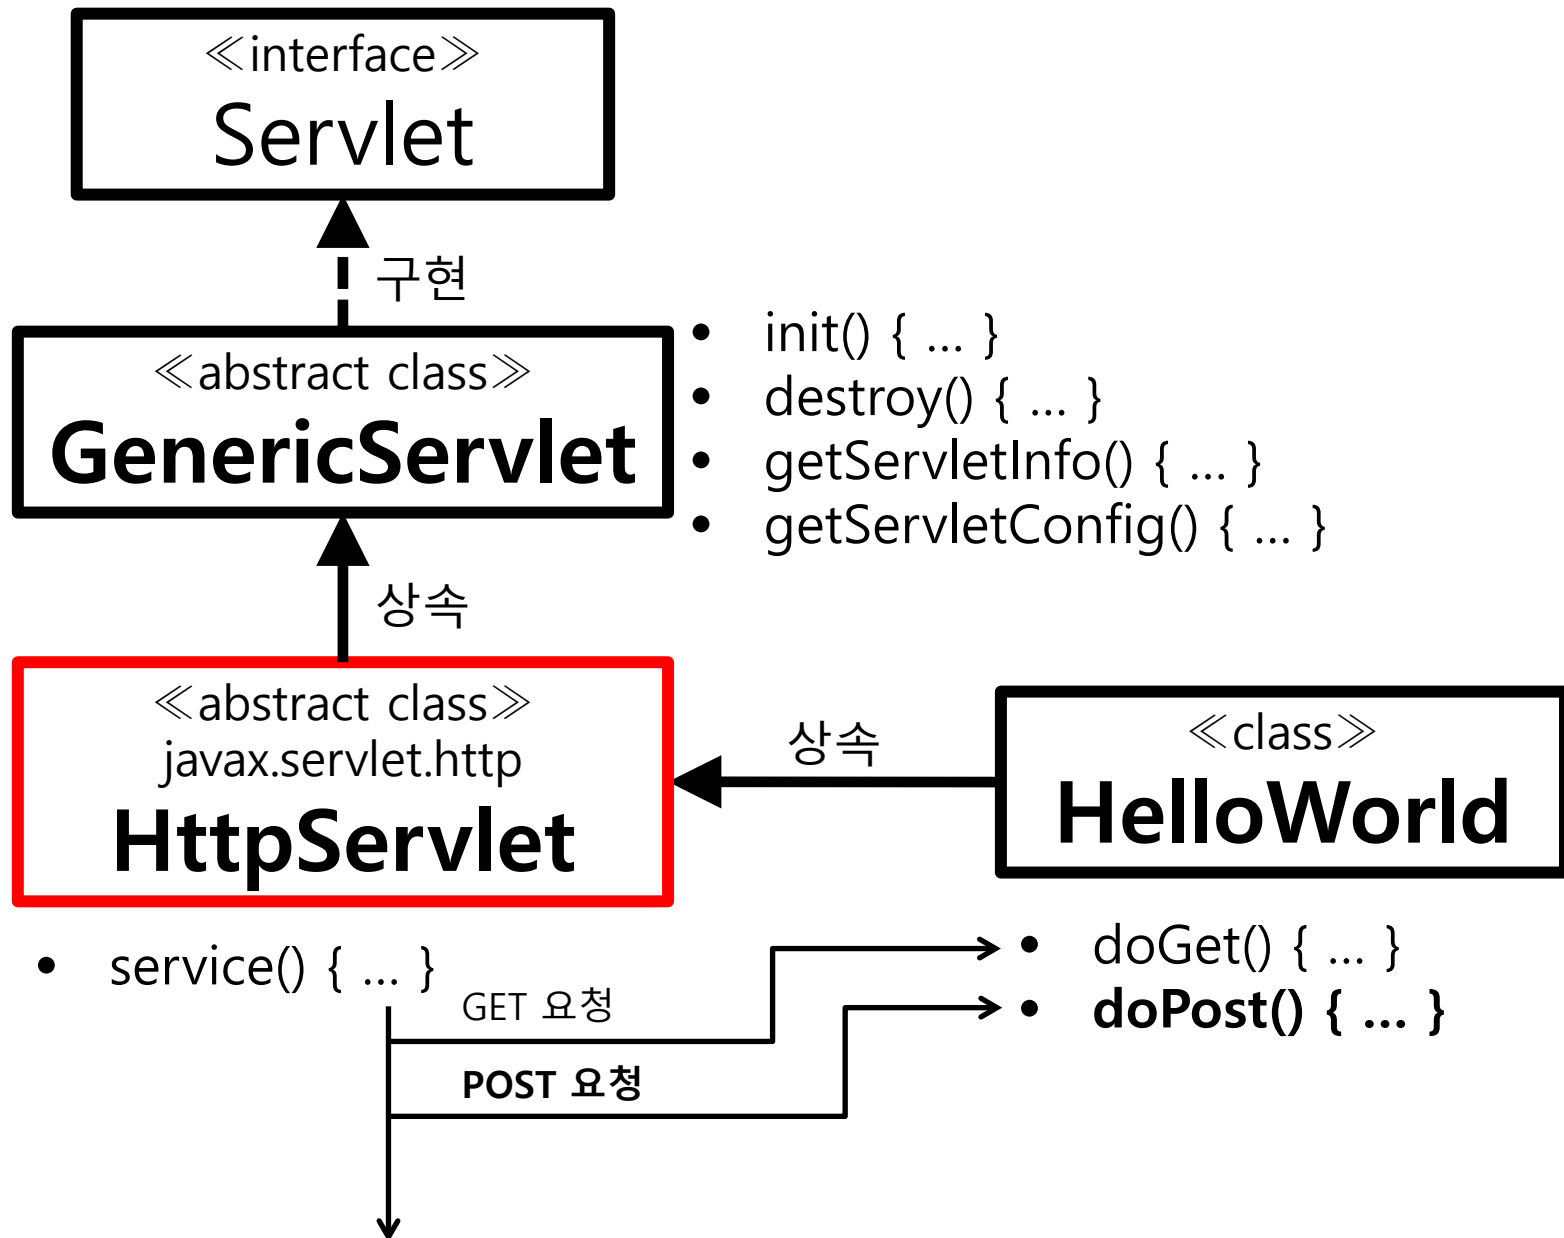 ≪interface≫
Servlet
구현
≪abstract class≫
GenericServlet
• init() { ... }
• destroy() { ... }
• getServletInfo() { ... }
• getServletConfig() { ... }
상속
≪abstract class≫
javax.servlet.http
HttpServlet
상속
≪class≫
HelloWorld
• service() { ... }
GET 요청
POST 요청
• doGet() { ... }
• doPost() { ... }